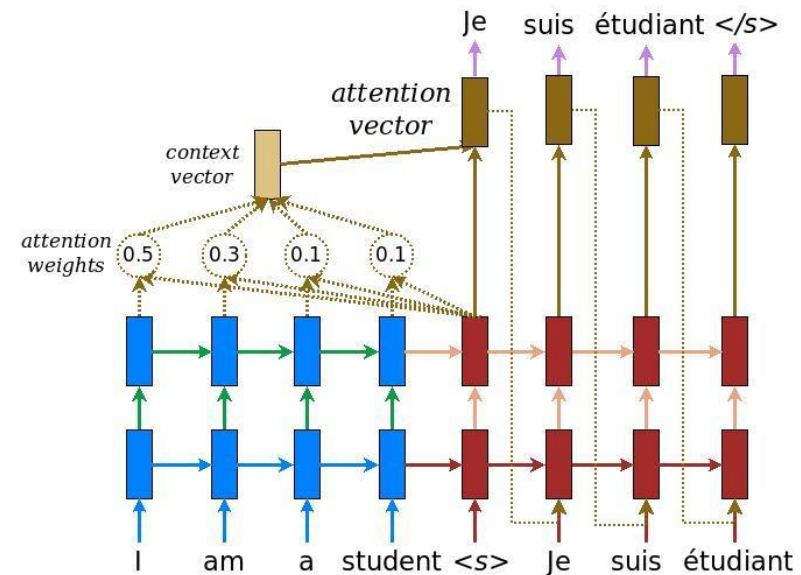 Je suis étudiant </s>
attention
vector
context
vector
attention
weights
0.5 0.3 0.1 0.1
I am a student <s> Je suis étudiant